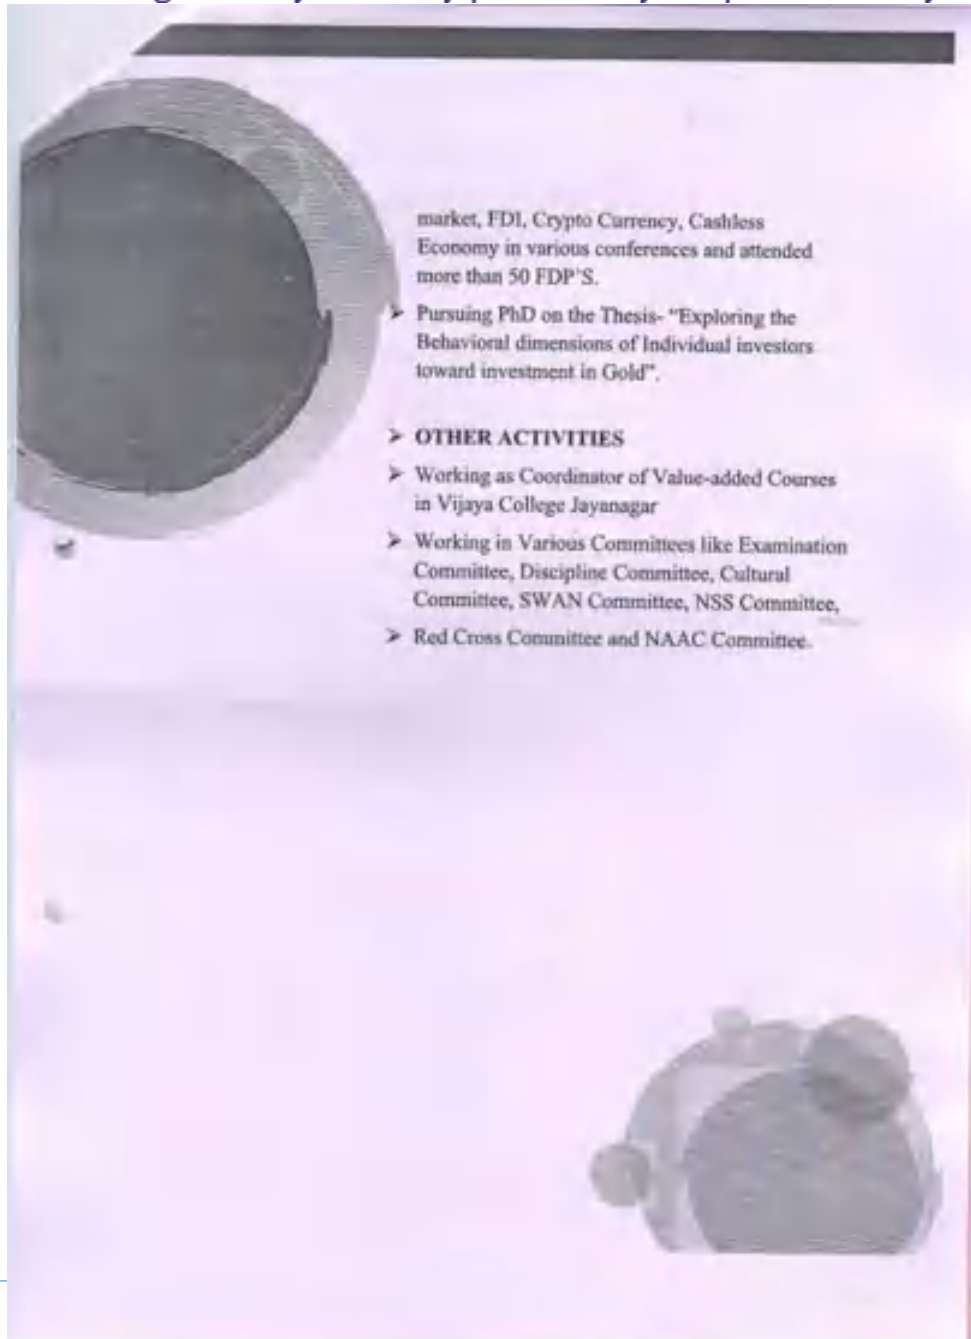 market, FDI, Crypto Currency, Cashless
Economy in various conferences and attended
more than 50 FDP'S.
➢ Pursuing PhD on the Thesis- “Exploring the
Behavioral dimensions of Individual investors
toward investment in Gold”.
➢ OTHER ACTIVITIES
➢ Working as Coordinator of Value-added Courses
in Vijaya College Jayanagar
➢ Working in Various Committees like Examination
Committee, Discipline Committee, Cultural
Committee, SWAN Committee, NSS Committee,
➢ Red Cross Committee and NAAC Committee.